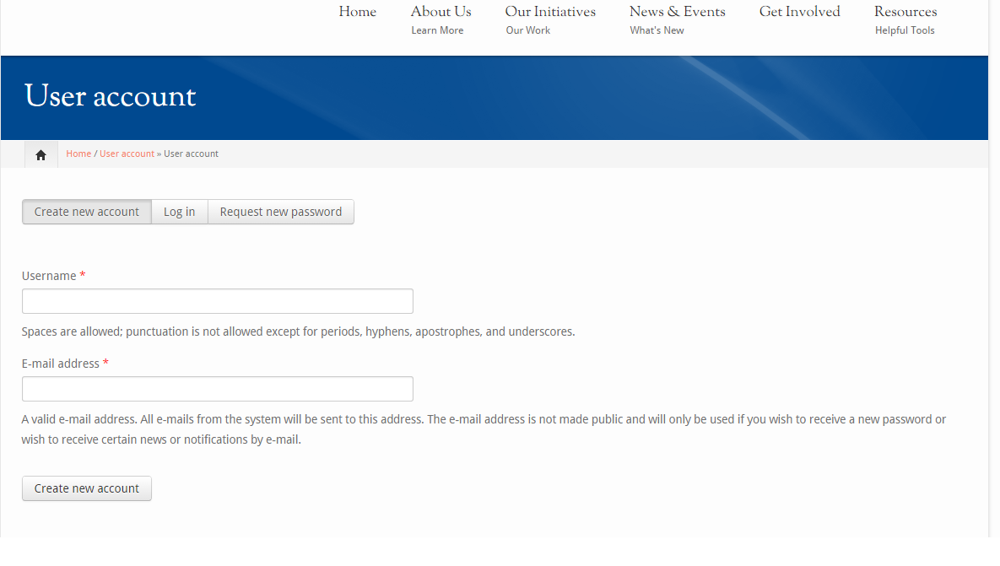 Home About Us Our Initiatives News & Events Get Involved Resources
Learn More Our Work What's New Helpful Tools
User account
Home / User account » User account
Create new account Log in Request new password
Username *
Spaces are allowed; punctuation is not allowed except for periods, hyphens, apostrophes, and underscores.
E-mail address *
A valid e-mail address. All e-mails from the system will be sent to this address. The e-mail address is not made public and will only be used if you wish to receive a new password or
wish to receive certain news or notifications by e-mail.
Create new account